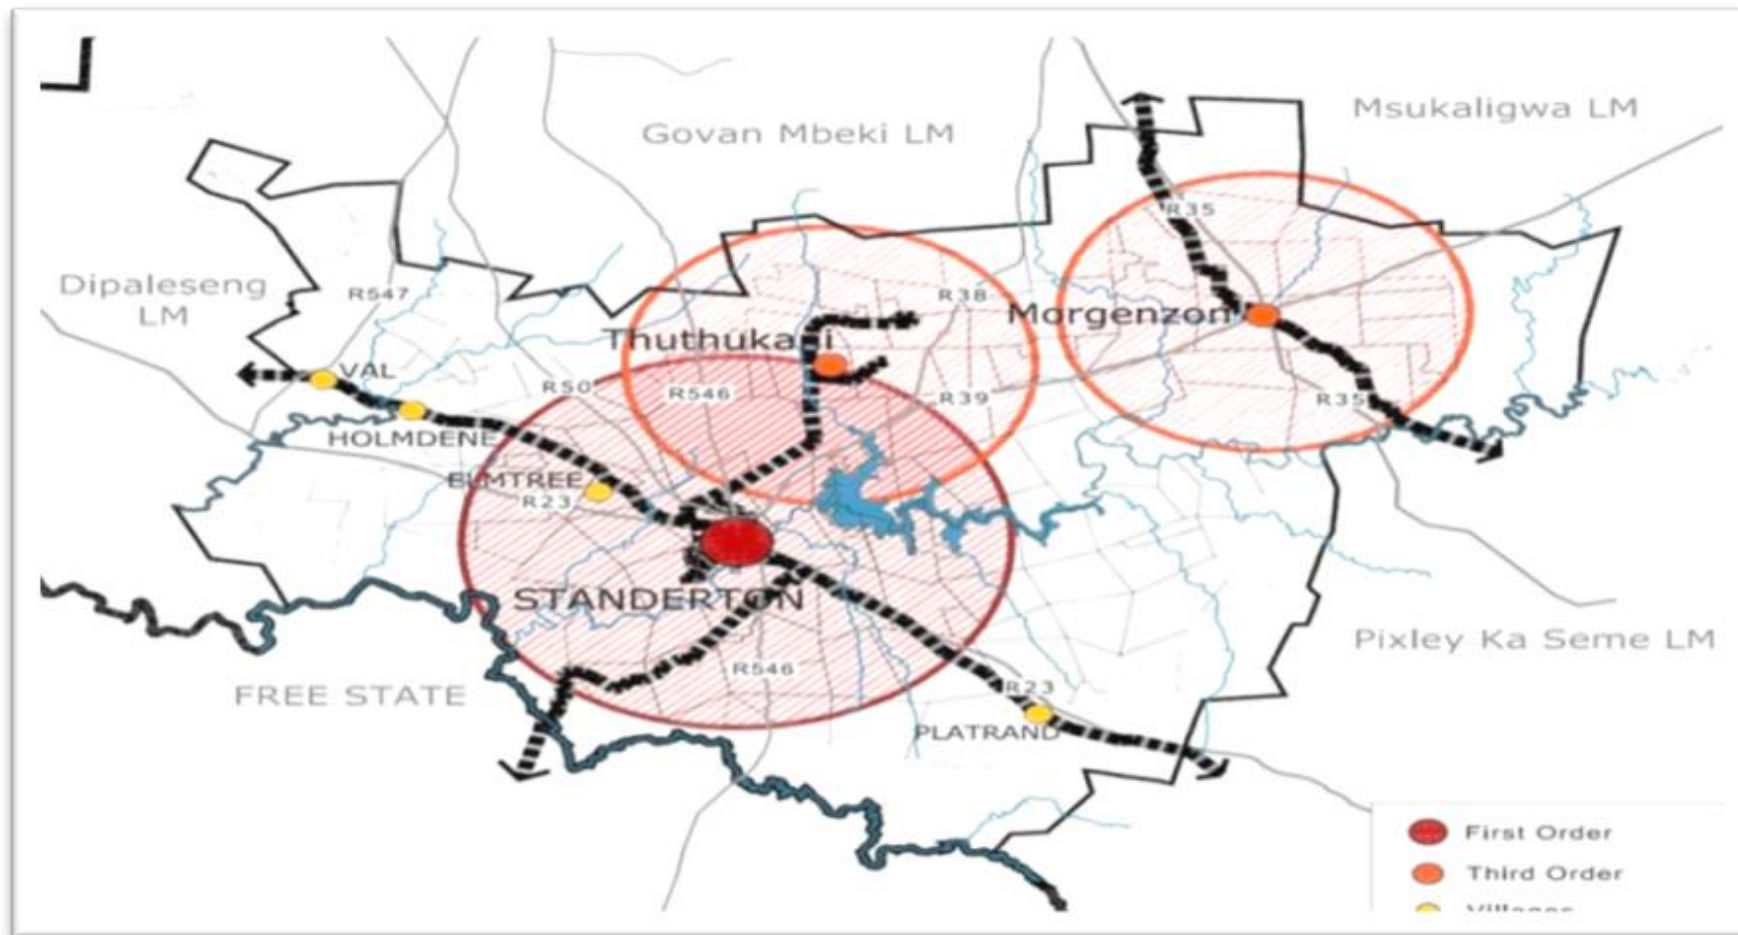 Msukaligwa LM
Govan Mbeki LM
R35
Dipaleseng
LM
R547
R38
Morgenzon
Thuthukani
VAL
R50
R546
R39
R35
HOLMDENE
ELMTREE
R23
STANDERTON
R546
Pixley Ka Seme LM
FREE STATE
R23
PLATRAND
First Order
Third Order
Villages